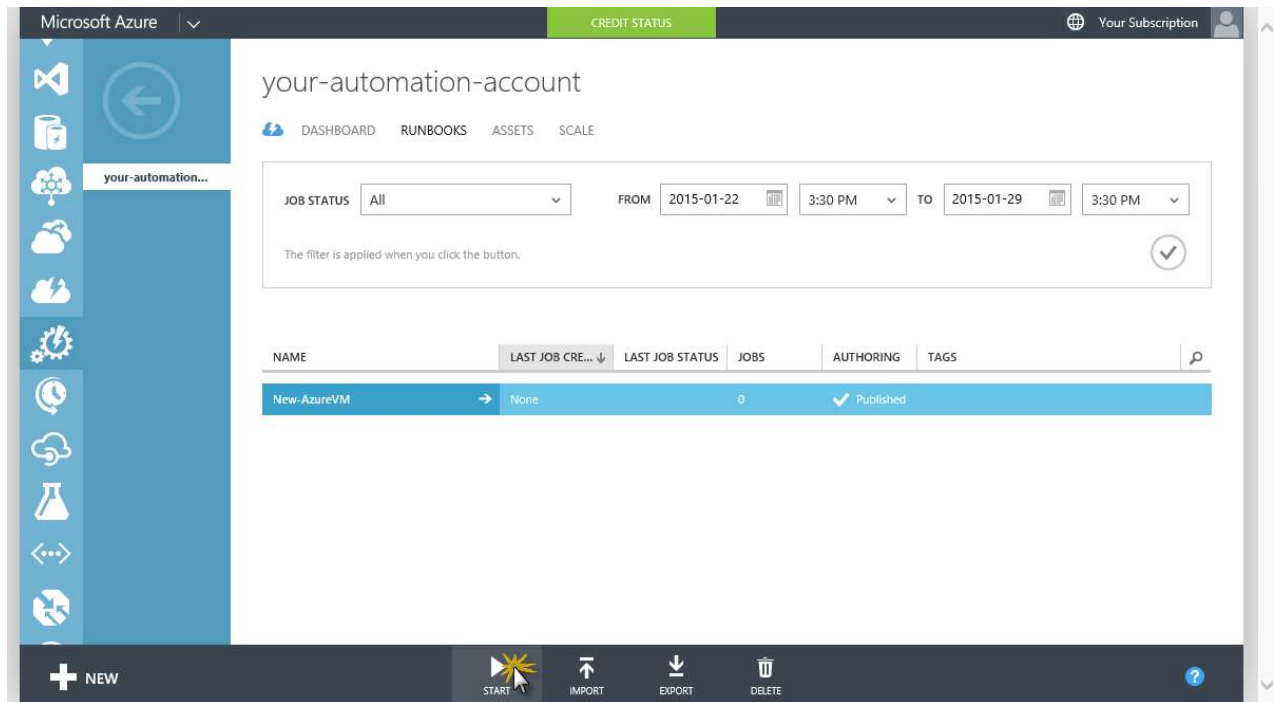 Microsoft Azure CREDIT STATUS Your Subscription
your-automation-account
DASHBOARD RUNBOOKS ASSETS SCALE
your-automation...
JOB STATUS All FROM 2015-01-22 3:30 PM TO 2015-01-29 3:30 PM
The filter is applied when you click the button.
NAME LAST JOB CRE... LAST JOB STATUS JOBS AUTHORING TAGS
New-AzureVM None 0 Published
NEW START IMPORT EXPORT DELETE ?